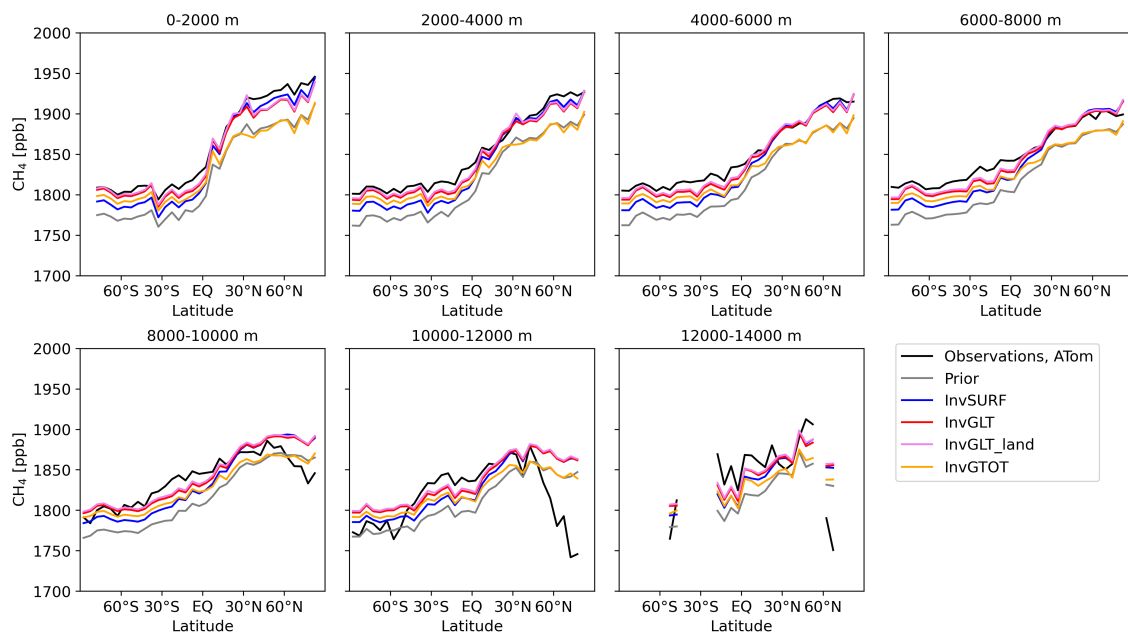 0-2000 m
2000-4000 m
4000-6000 m
6000-8000 m
2000
1950
1900
1850
1800
1750
1700
CH₄ [ppb]
60°S 30°S EQ 30°N 60°N
60°S 30°S EQ 30°N 60°N
60°S 30°S EQ 30°N 60°N
60°S 30°S EQ 30°N 60°N
Latitude
Latitude
Latitude
Latitude
8000-10000 m
10000-12000 m
12000-14000 m
2000
1950
1900
1850
1800
1750
1700
CH₄ [ppb]
60°S 30°S EQ 30°N 60°N
60°S 30°S EQ 30°N 60°N
60°S 30°S EQ 30°N 60°N
Latitude
Latitude
Latitude
Observations, ATom
Prior
InvSURF
InvGLT
InvGLT_land
InvGTOT